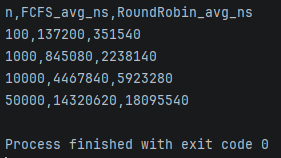 n,FCFS_avg_ns,RoundRobin_avg_ns
100,137200,351540
1000,845080,2238140
10000,4467840,5923280
50000,14320620,18095540
Process finished with exit code 0